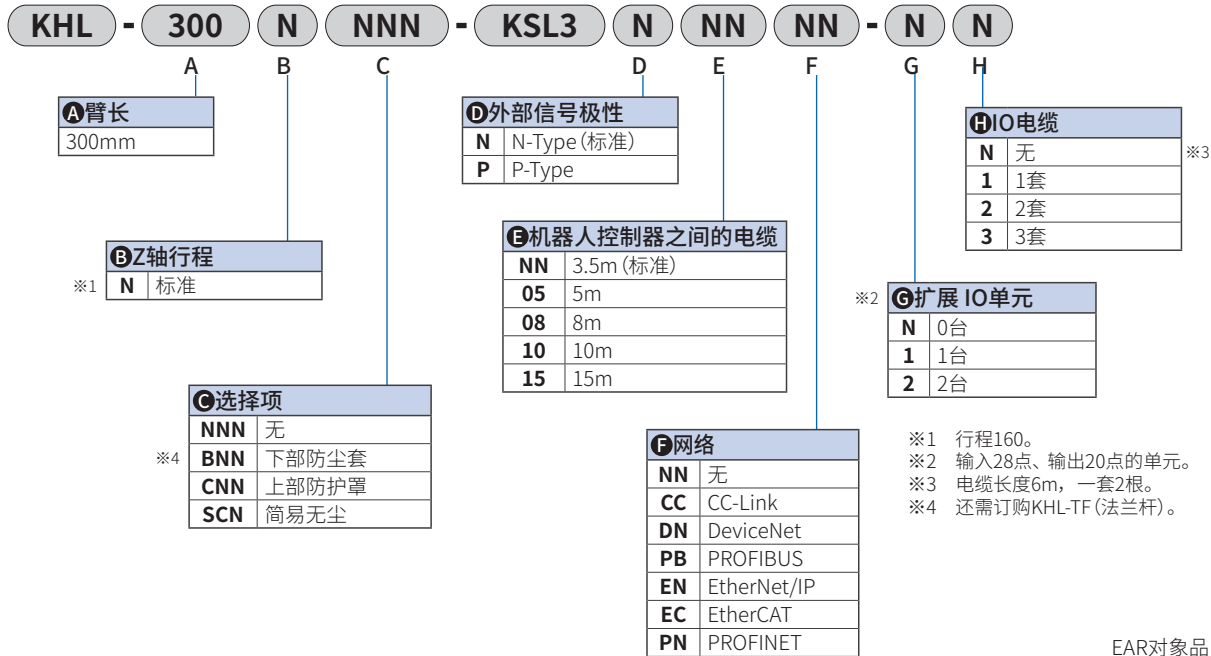 KHL - 300 N NNN - KSL3 N NN NN - N N
A B C D E F G H
A臂长
300mm
※1
B Z轴行程
N 标准
C选择项
NNN 无
※4 BNN 下部防尘套
CNN 上部防护罩
SCN 简易无尘
D外部信号极性
N N-Type（标准）
P P-Type
E机器人控制器之间的电缆
NN 3.5m（标准）
05 5m
08 8m
10 10m
15 15m
F网络
NN 无
CC CC-Link
DN DeviceNet
PB PROFIBUS
EN EtherNet/IP
EC EtherCAT
PN PROFINET
※2 G扩展 IO单元
N 0台
1 1台
2 2台
H IO电缆
N 无 ※3
1 1套
2 2套
3 3套
※1 行程160。
※2 输入28点、输出20点的单元。
※3 电缆长度6m，一套2根。
※4 还需订购KHL-TF（法兰杆）。
EAR对象品